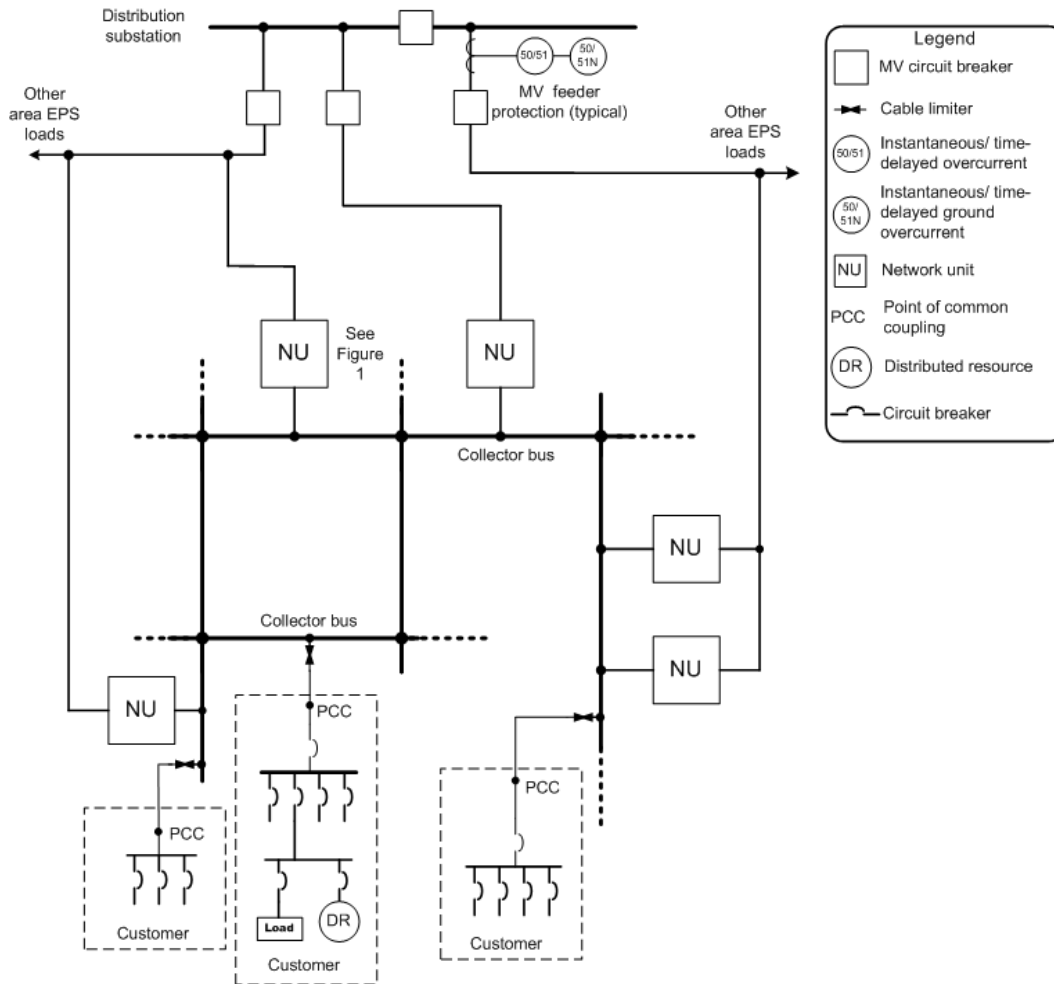 Distribution
substation
50/51
50/
51N
MV feeder
protection (typical)
Other
area EPS
loads
Other
area EPS
loads
NU
See
Figure
1
NU
Collector bus
NU
Collector bus
NU
NU
PCC
PCC
PCC
Load
DR
Customer
Customer
Customer
Legend
MV circuit breaker
Cable limiter
50/51
Instantaneous/ time-
delayed overcurrent
50/
51N
Instantaneous/ time-
delayed ground
overcurrent
NU
Network unit
PCC
Point of common
coupling
DR
Distributed resource
Circuit breaker